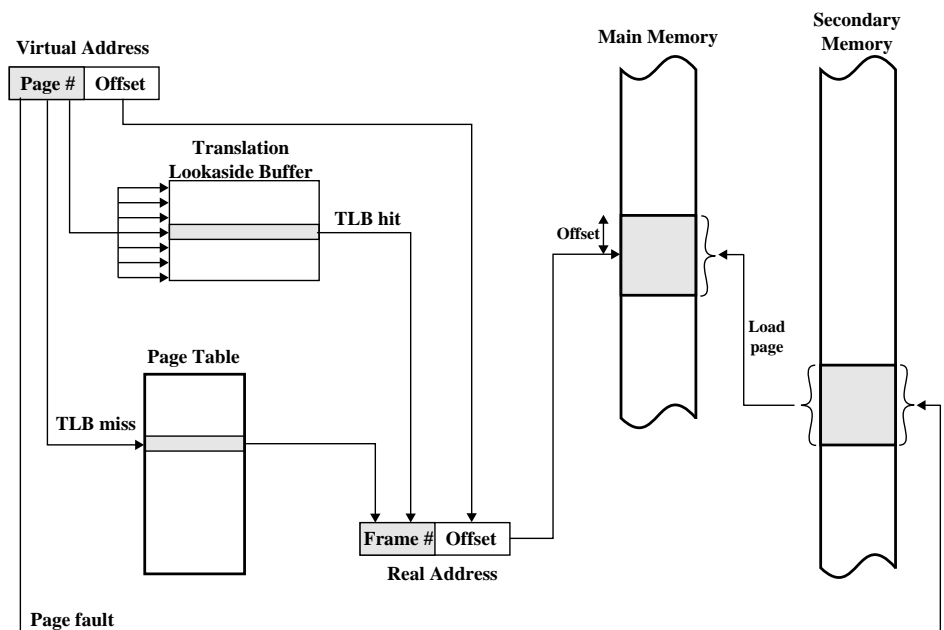 Virtual Address
Page #
Offset
Translation
Lookaside Buffer
TLB hit
Page Table
TLB miss
Frame #
Offset
Real Address
Page fault
Main Memory
Offset
Load
page
Secondary
Memory